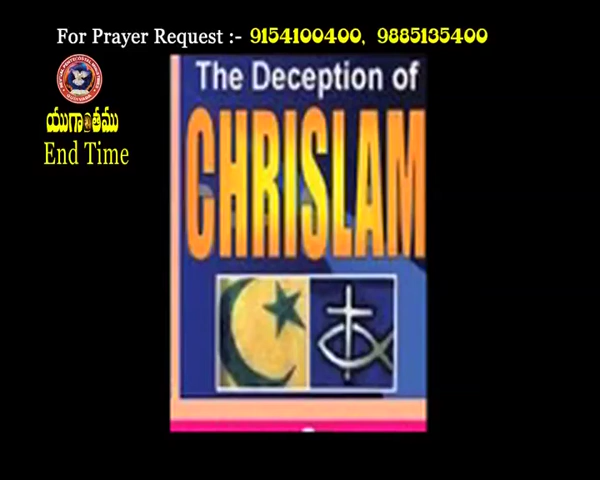 For Prayer Request :- 9154100400, 9885135400
యుగాంతము
End Time
The Deception of
CHRISLAM